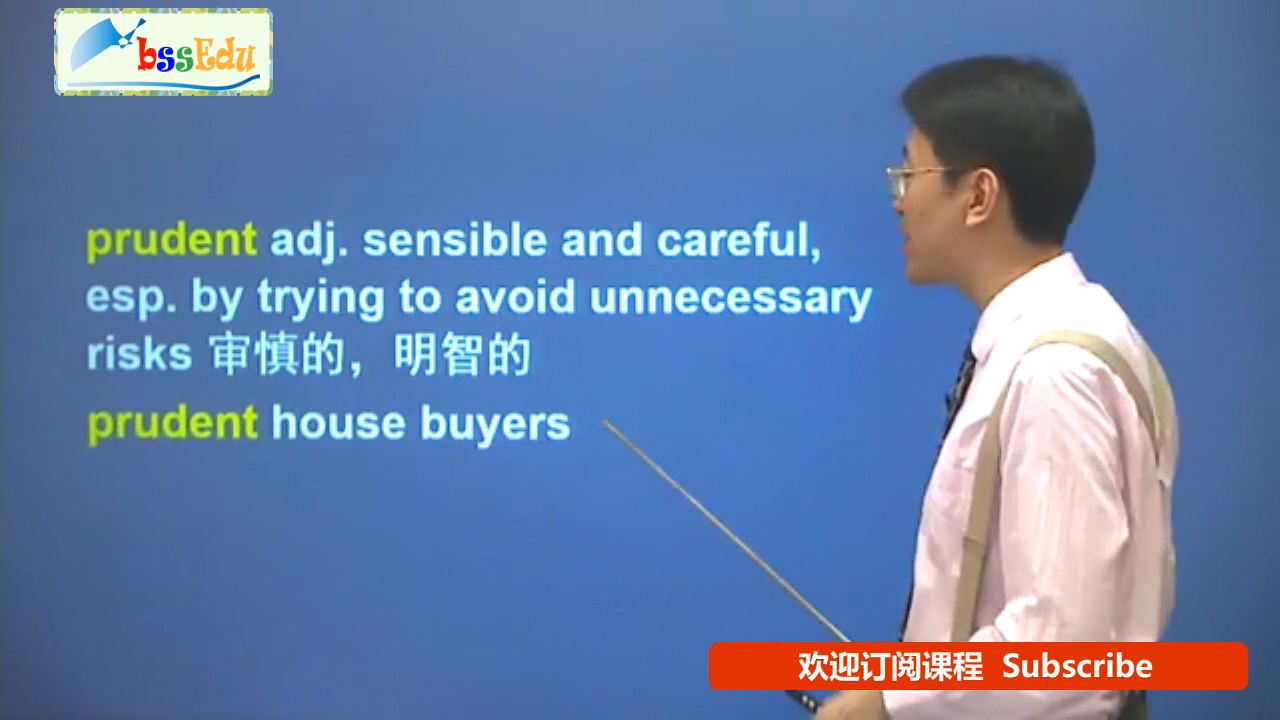 bssEdu
prudent adj. sensible and careful,
esp. by trying to avoid unnecessary
risks 审慎的，明智的
prudent house buyers
欢迎订阅课程 Subscribe